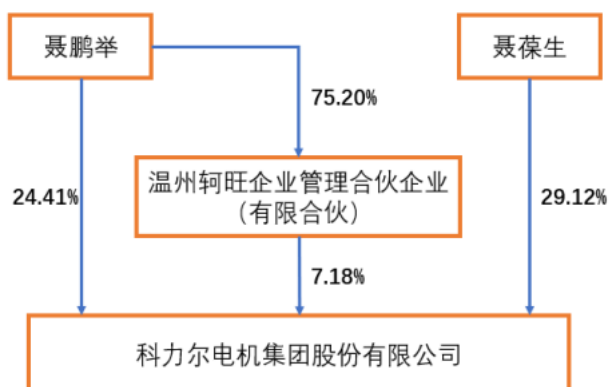 聂鹏举
聂葆生
75.20%
温州轲旺企业管理合伙企业
（有限合伙）
24.41%
29.12%
7.18%
科力尔电机集团股份有限公司